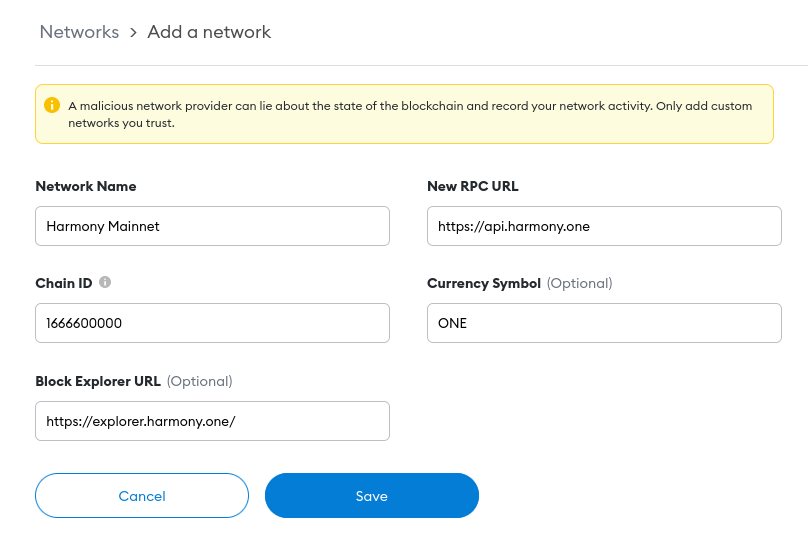 Networks > Add a network
A malicious network provider can lie about the state of the blockchain and record your network activity. Only add custom
networks you trust.
Network Name
New RPC URL
Harmony Mainnet
https://api.harmony.one
Chain ID
Currency Symbol (Optional)
1666600000
ONE
Block Explorer URL (Optional)
https://explorer.harmony.one/
Cancel
Save